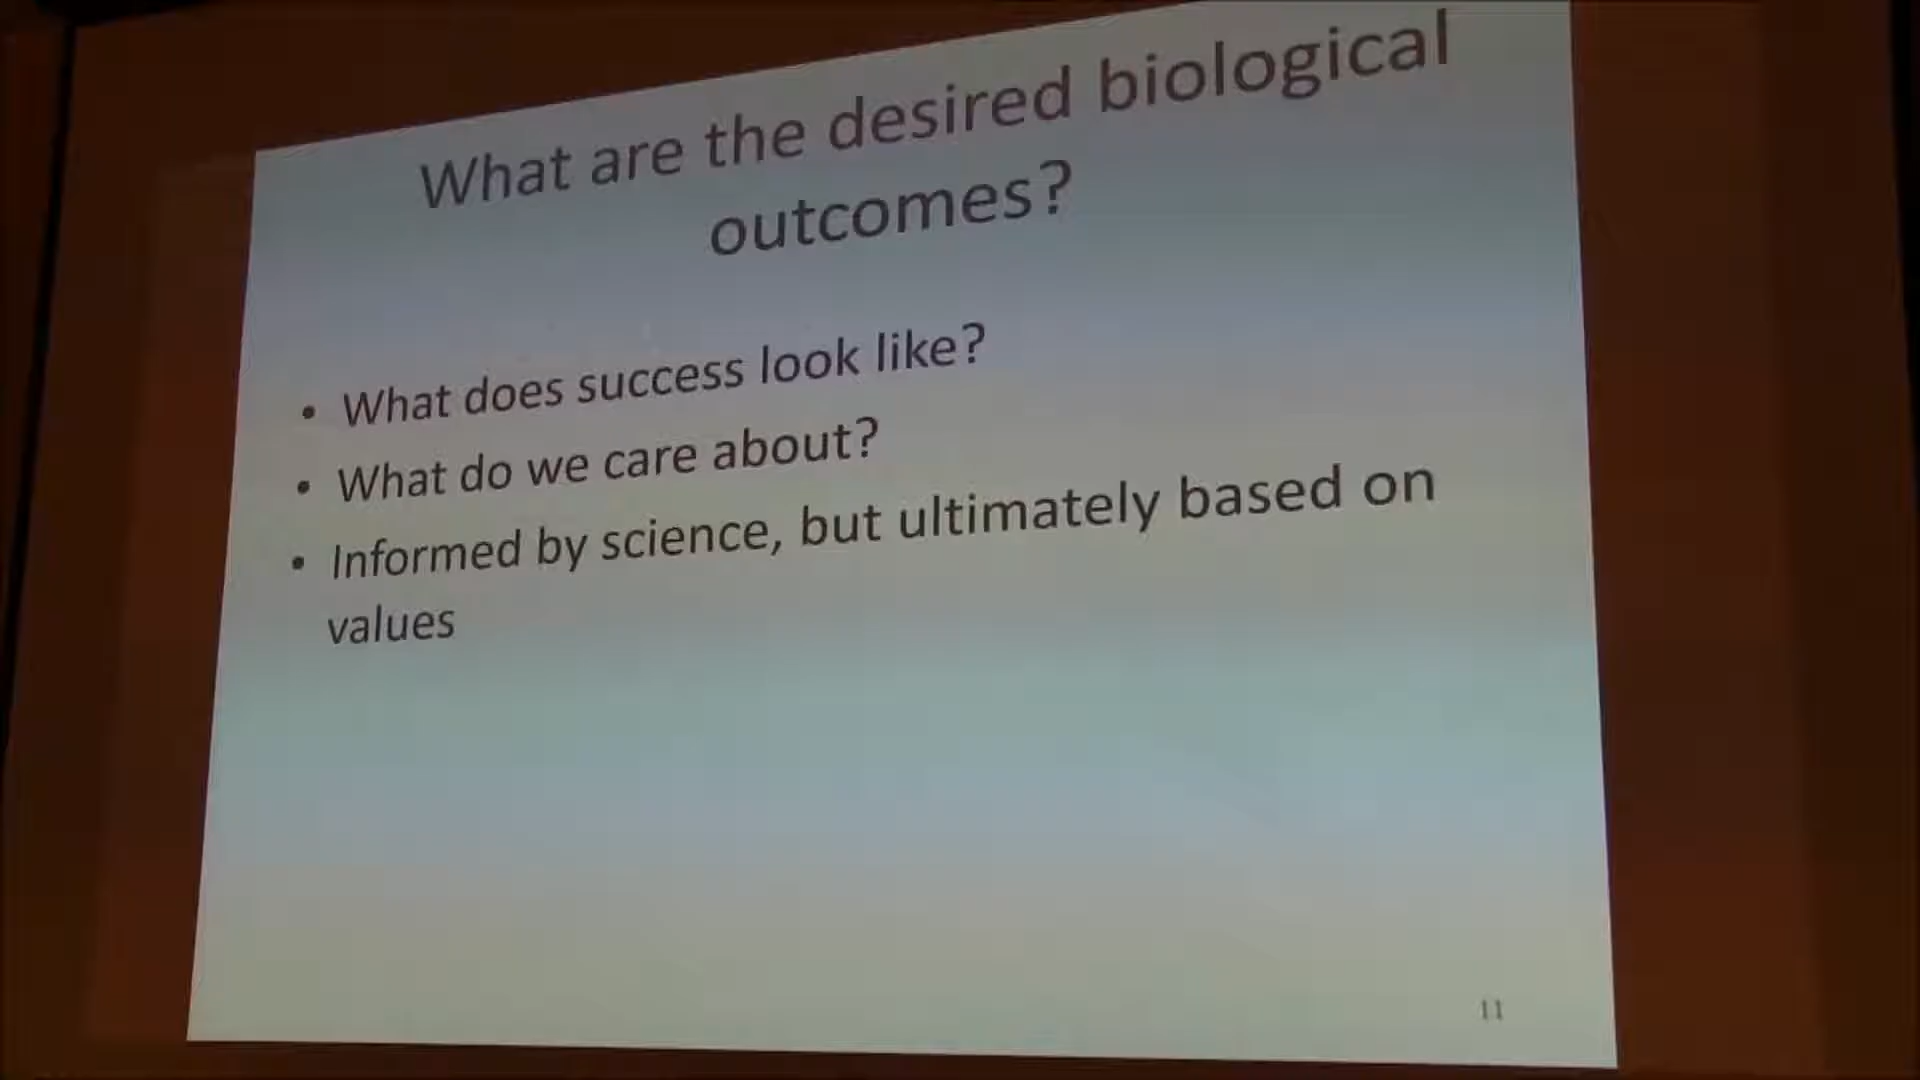 What are the desired biological
outcomes?
• What does success look like?
• What do we care about?
• Informed by science, but ultimately based on
values
11